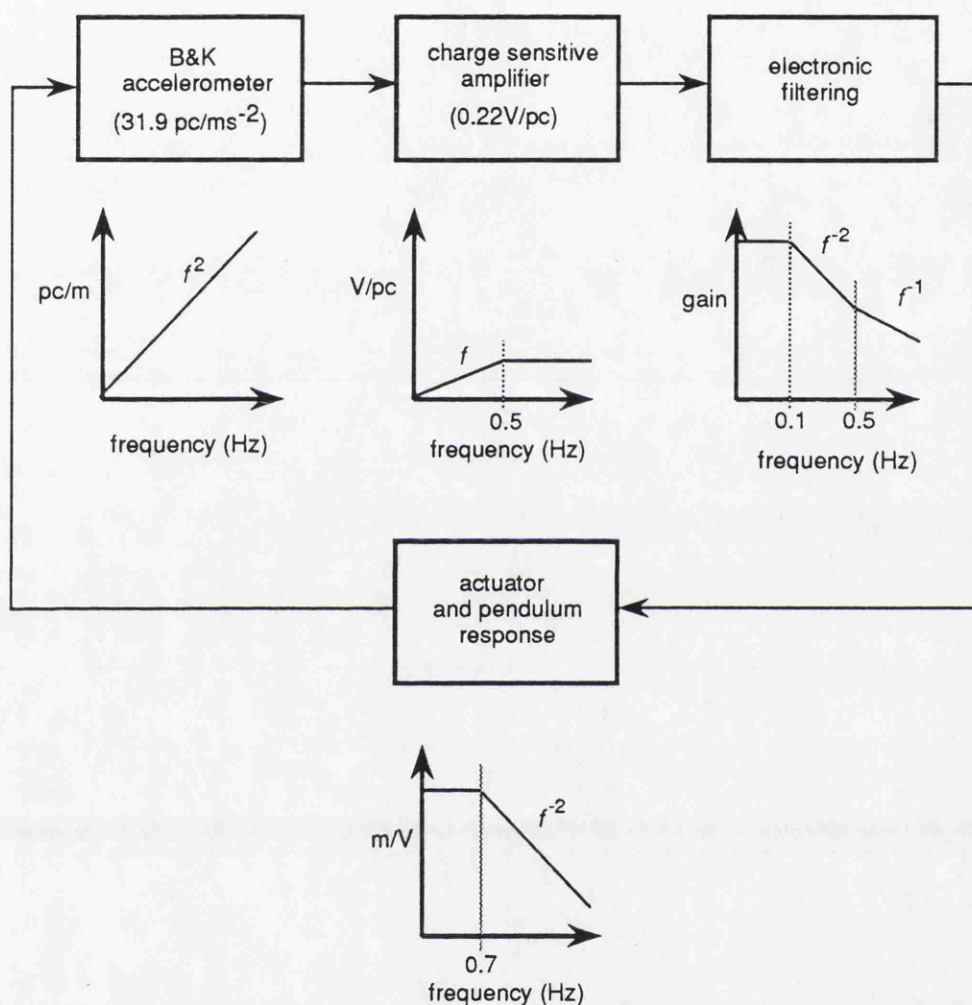 B&K
accelerometer
(31.9 pc/ms⁻²)
charge sensitive
amplifier
(0.22V/pc)
electronic
filtering
pc/m
f²
frequency (Hz)
V/pc
f
0.5
frequency (Hz)
gain
f⁻²
f⁻¹
0.1
0.5
frequency (Hz)
actuator
and pendulum
response
m/V
f⁻²
0.7
frequency (Hz)